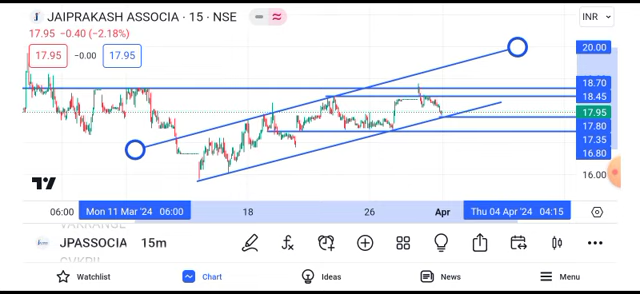 JAIPRAKASH ASSOCIA · 15 · NSE
INR
17.95 −0.40 (−2.18%)
17.95 −0.00 17.95
20.00
18.70
18.45
17.95
17.80
17.35
16.80
16.00
06:00 Mon 11 Mar '24 06:00 18 26 Apr Thu 04 Apr '24 04:15
JPASSOCIA 15m
Watchlist Chart Ideas News Menu